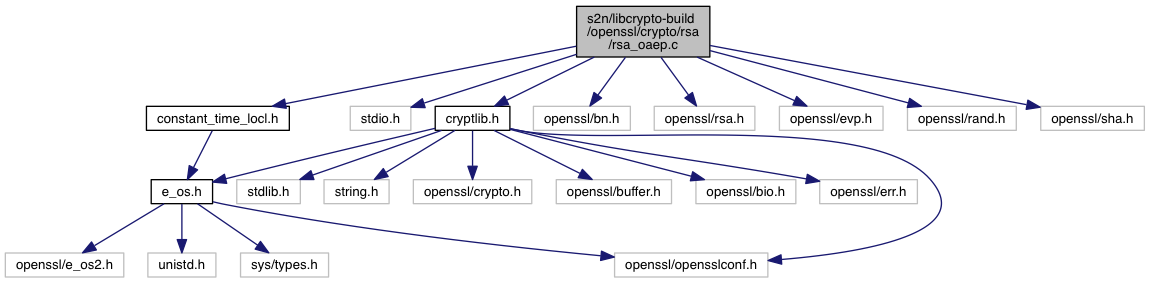 s2n/libcrypto-build
/openssl/crypto/rsa
/rsa_oaep.c
constant_time_locl.h
stdio.h
cryptlib.h
openssl/bn.h
openssl/rsa.h
openssl/evp.h
openssl/rand.h
openssl/sha.h
e_os.h
stdlib.h
string.h
openssl/crypto.h
openssl/buffer.h
openssl/bio.h
openssl/err.h
openssl/e_os2.h
unistd.h
sys/types.h
openssl/opensslconf.h